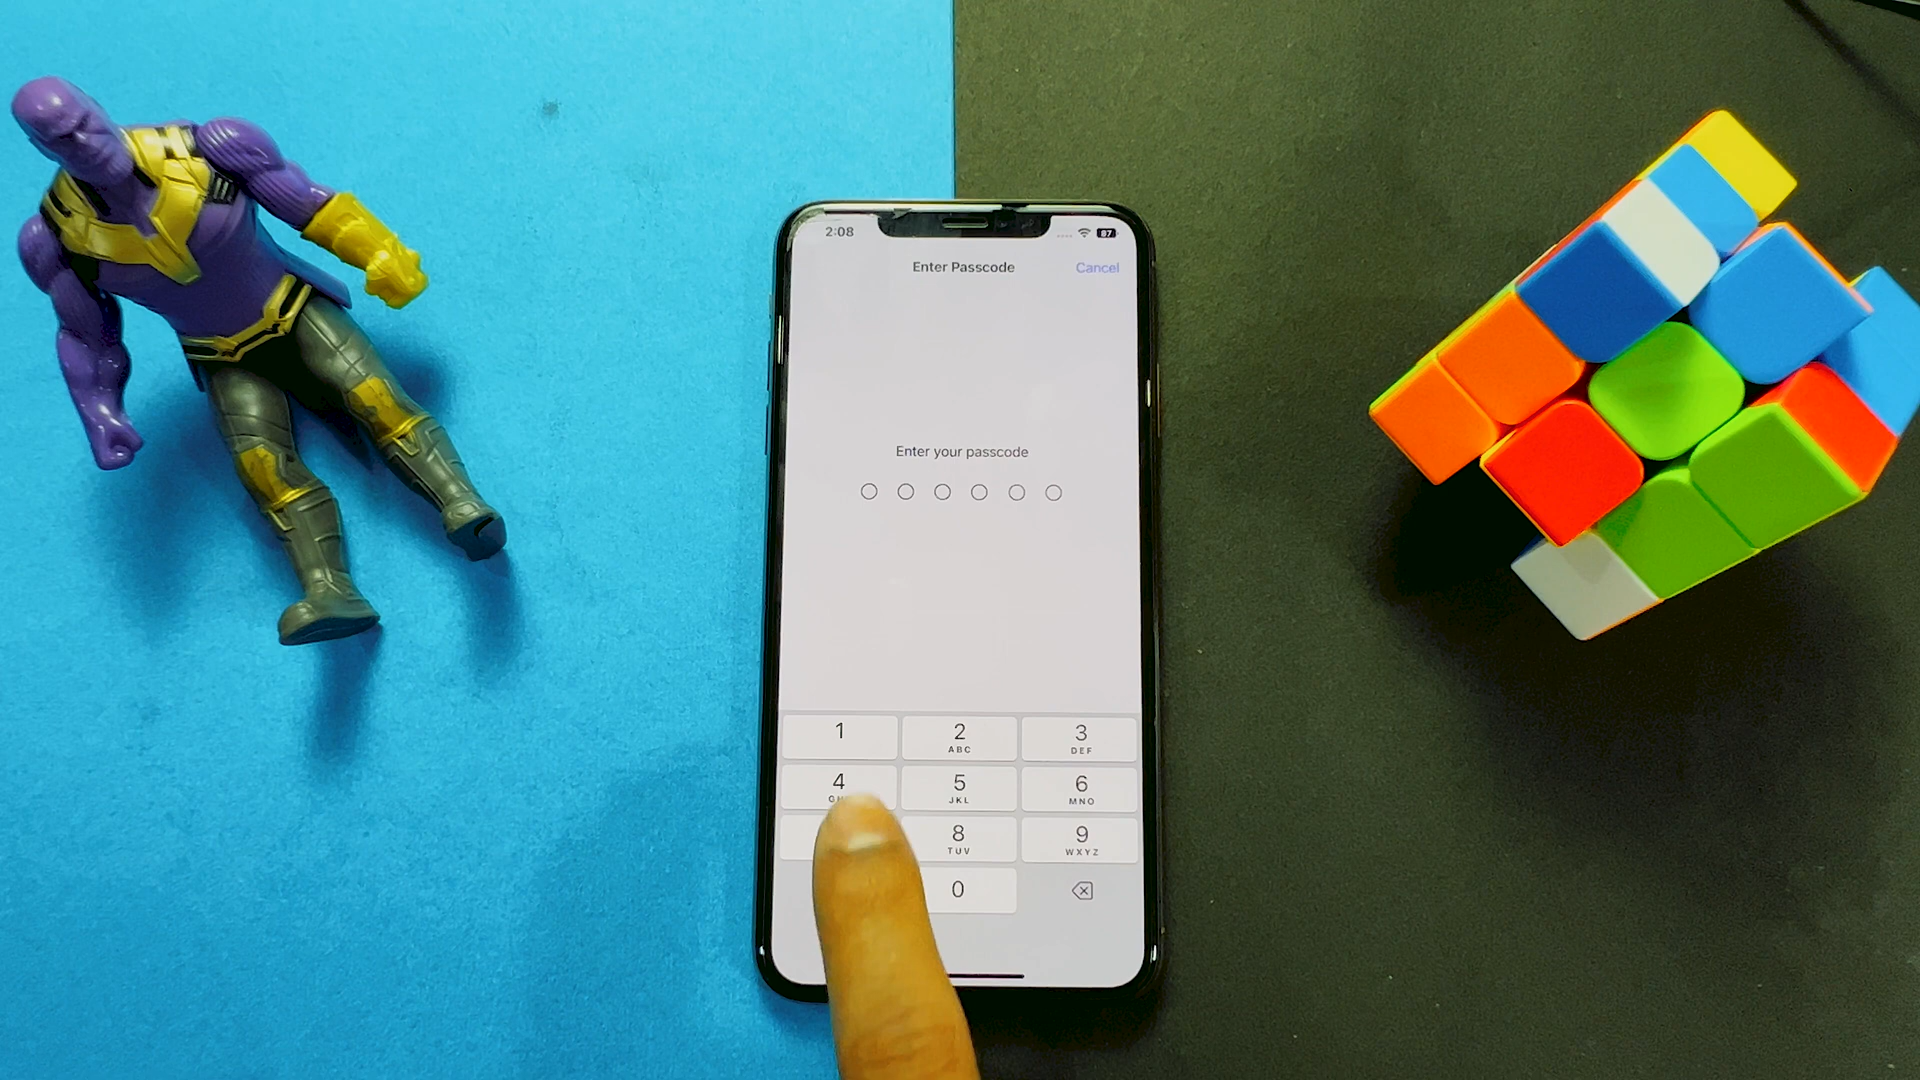 2:08
87
Enter Passcode
Cancel
Enter your passcode
1
2
ABC
3
DEF
4
5
JKL
6
MNO
8
TUV
9
WXYZ
0